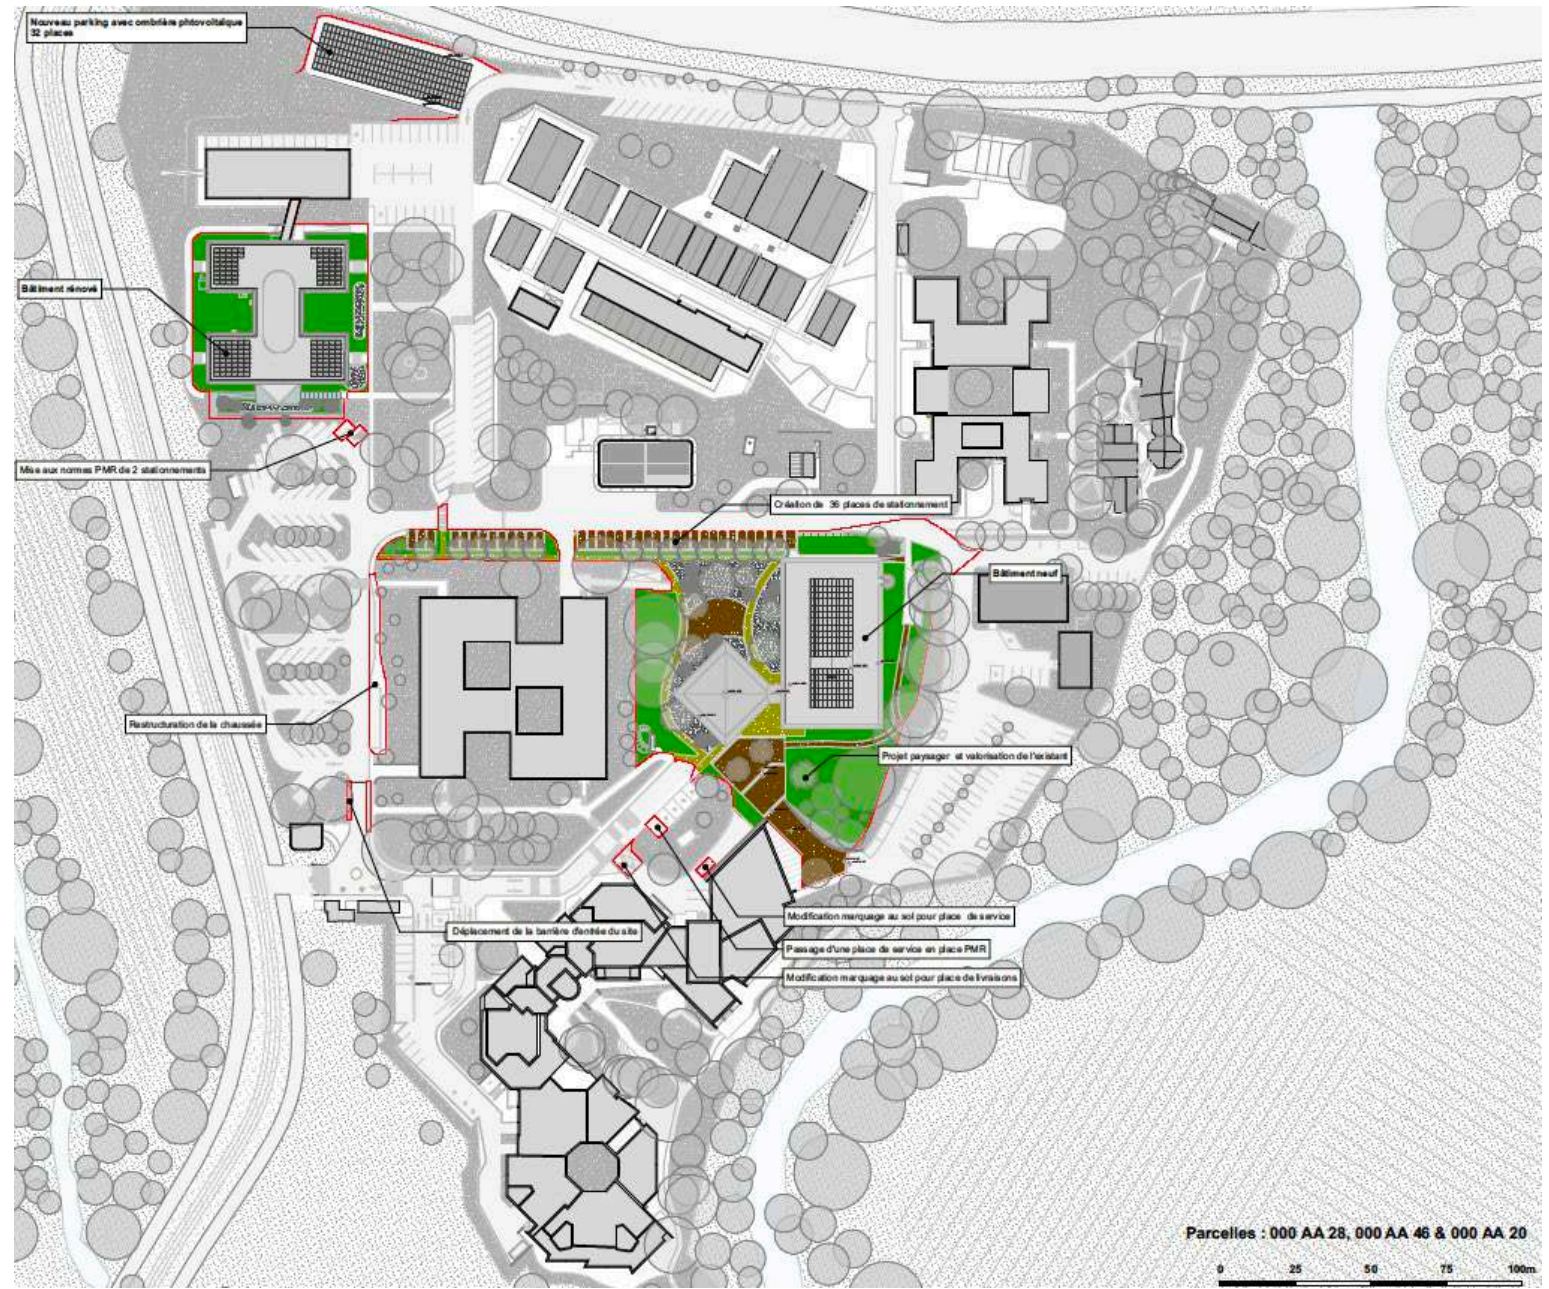 Nouveau parking avec ombrière phtovoltaïque
32 places
Bâtiment rénové
Mise aux normes PMR de 2 stationnements
Création de 36 places de stationnement
Bâtiment neuf
Restructuration de la chaussée
Projet paysager et valorisation de l'existant
Modification marquage au sol pour place de service
Déplacement de la barrière d'entrée du site
Passage d'une place de service en place PMR
Modification marquage au sol pour place de livraisons
Parcelles : 000 AA 28, 000 AA 46 & 000 AA 20
0 25 50 75 100m